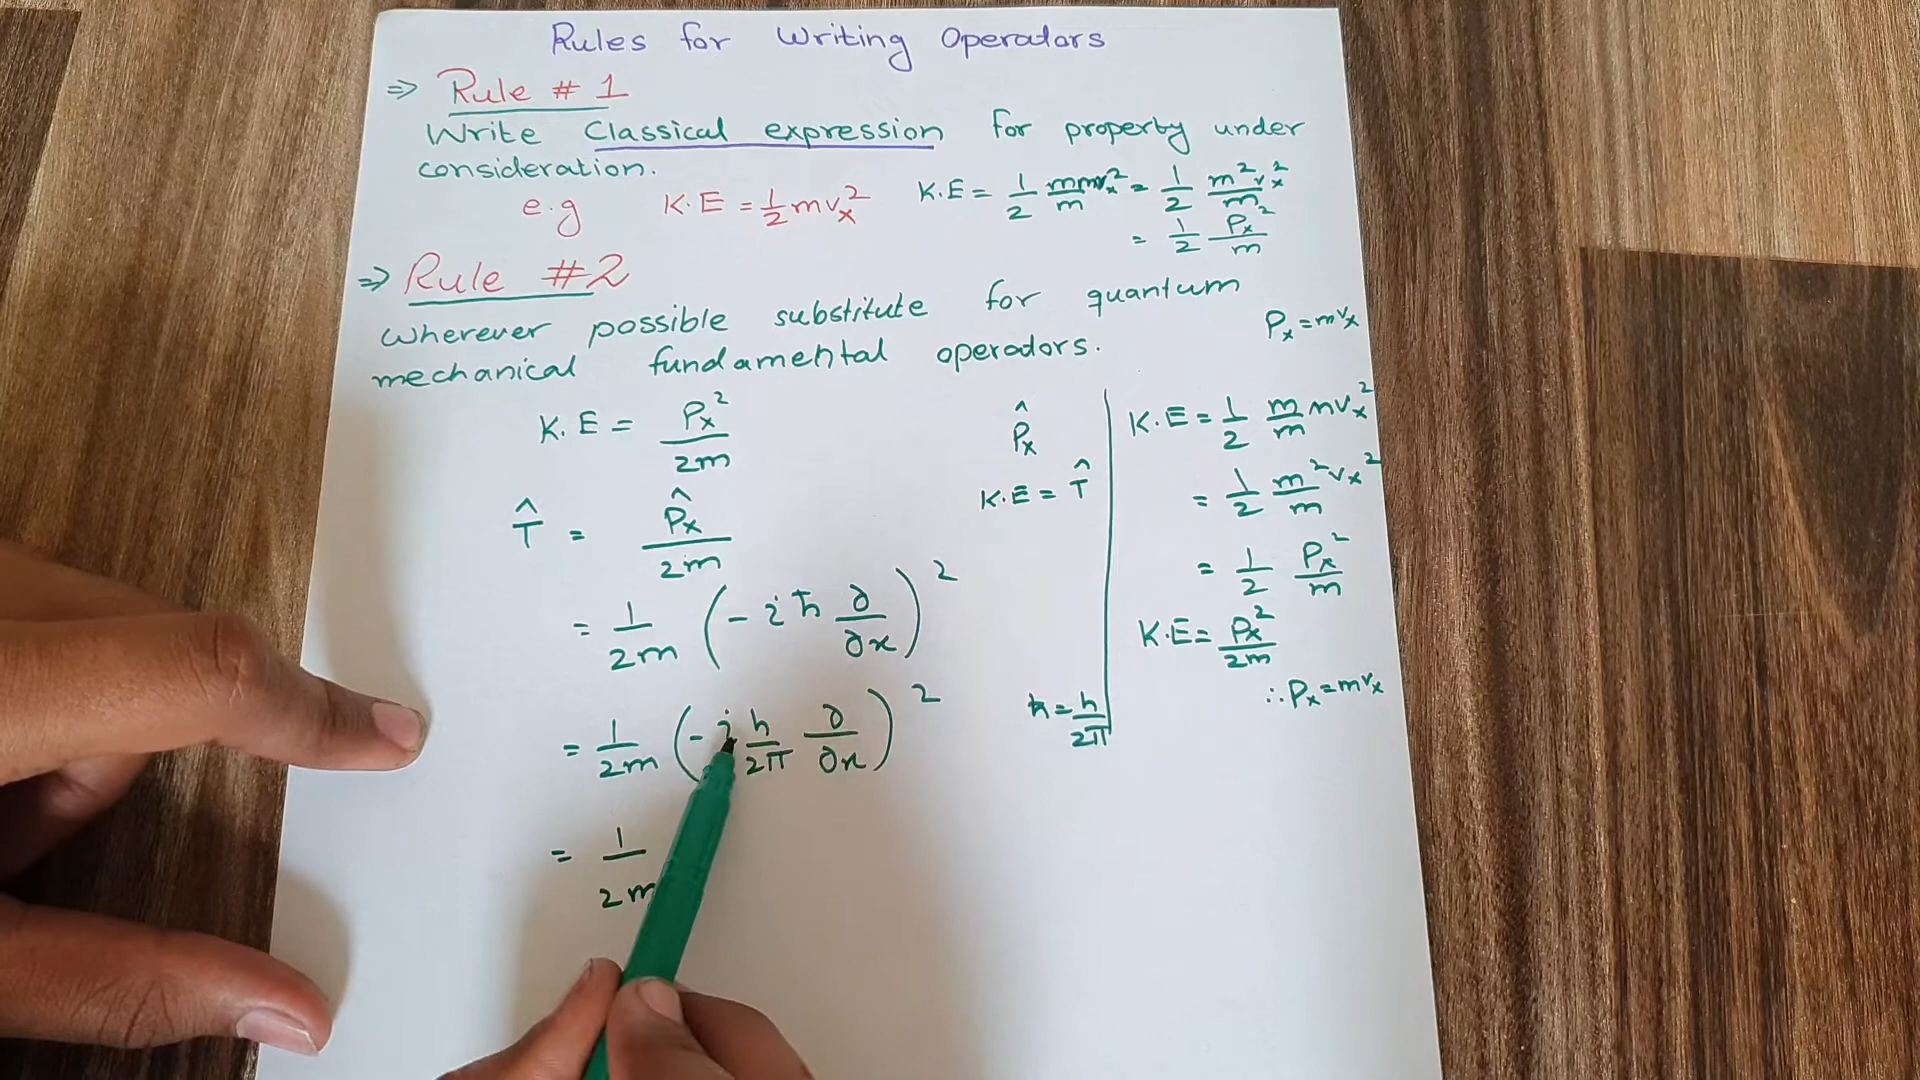 Rules for Writing Operators
⇒ Rule # 1
Write Classical expression for property under
consideration.
e.g K.E = 1/2 mvₓ² K.E = 1/2 mmvₓ²/m = 1/2 m²vₓ²/m
= 1/2 Pₓ²/m
⇒ Rule #2
Wherever possible substitute for quantum
mechanical fundamental operators.
Pₓ = mvₓ
K.E = Pₓ²/2m
T̂ = P̂ₓ/2m
= 1/2m (-iħ ∂/∂x)²
= 1/2m (-i h/2π ∂/∂x)²
= 1/2m
P̂ₓ
K.E = T̂
ħ = h/2π
K.E = 1/2 m/m mvₓ²
= 1/2 m²vₓ²/m
= 1/2 Pₓ²/m
K.E = Pₓ²/2m
∴ Pₓ = mvₓ